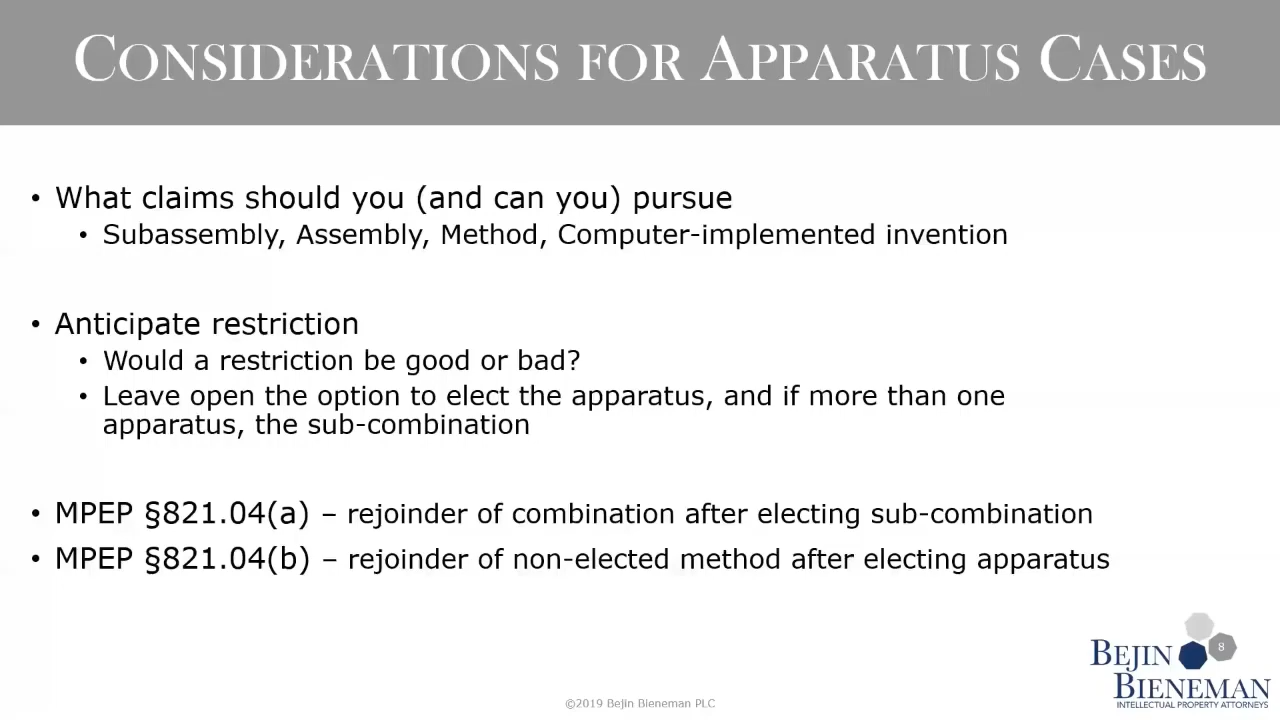 CONSIDERATIONS FOR APPARATUS CASES
• What claims should you (and can you) pursue
• Subassembly, Assembly, Method, Computer-implemented invention
• Anticipate restriction
• Would a restriction be good or bad?
• Leave open the option to elect the apparatus, and if more than one
apparatus, the sub-combination
• MPEP §821.04(a) – rejoinder of combination after electing sub-combination
• MPEP §821.04(b) – rejoinder of non-elected method after electing apparatus
8
BEJIN
BIENEMAN
INTELLECTUAL PROPERTY ATTORNEYS
©2019 Bejin Bieneman PLC